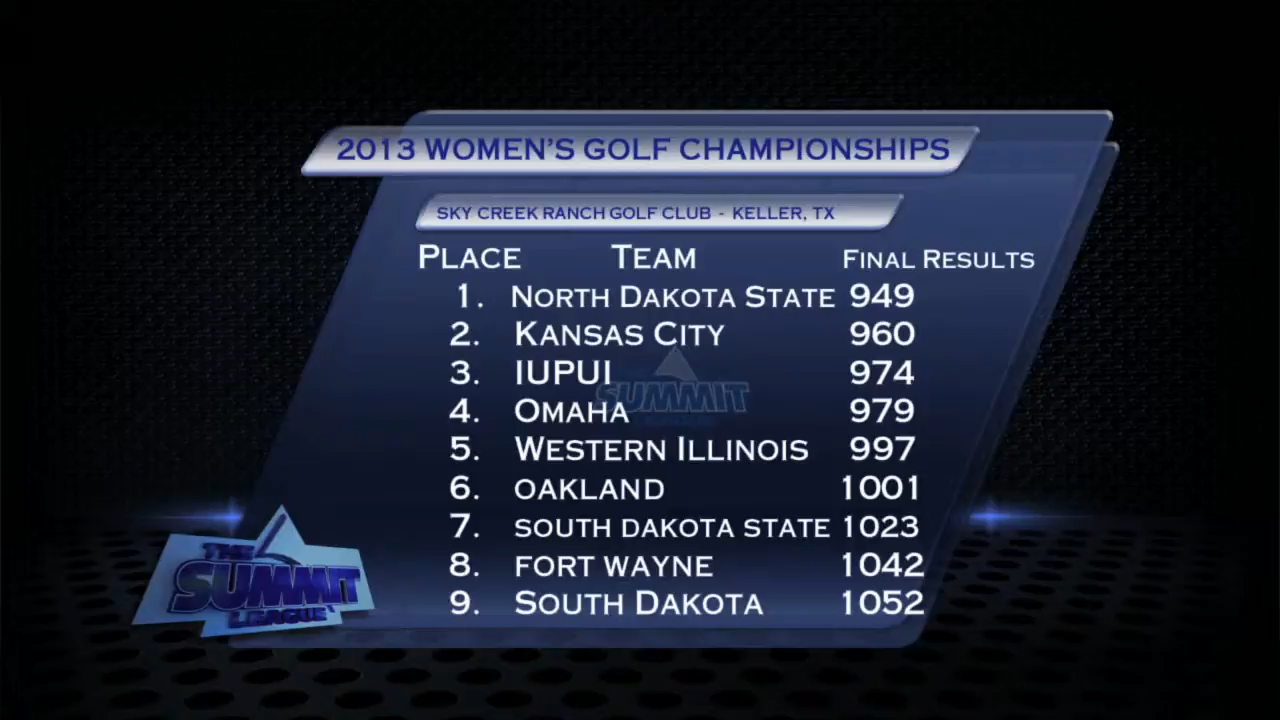 2013 WOMEN'S GOLF CHAMPIONSHIPS
SKY CREEK RANCH GOLF CLUB - KELLER, TX
PLACE TEAM FINAL RESULTS
1. NORTH DAKOTA STATE 949
2. KANSAS CITY 960
3. IUPUI 974
SUMMIT
4. OMAHA 979
5. WESTERN ILLINOIS 997
6. OAKLAND 1001
7. SOUTH DAKOTA STATE 1023
8. FORT WAYNE 1042
9. SOUTH DAKOTA 1052
THE
SUMMIT
LEAGUE